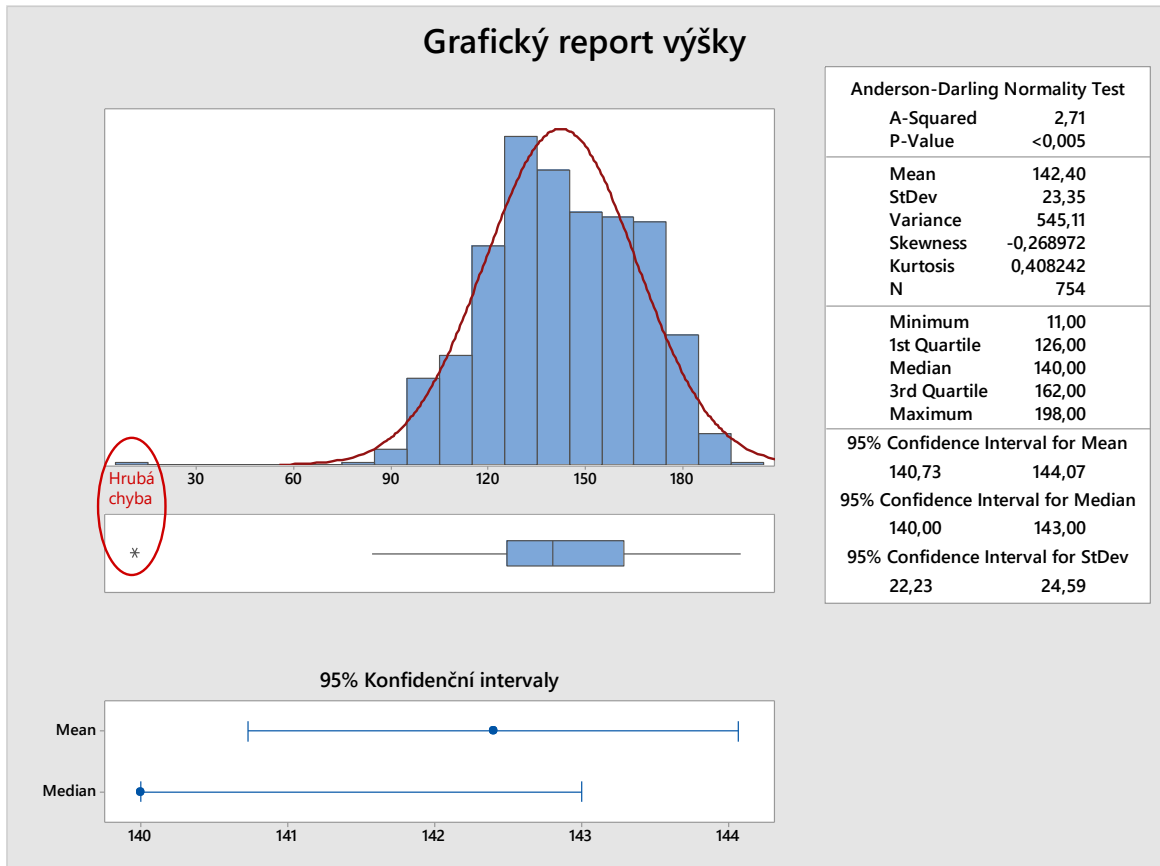 Grafický report výšky
Hrubá
chyba
30 60 90 120 150 180
95% Konfidenční intervaly
Mean
Median
140 141 142 143 144
Anderson-Darling Normality Test
A-Squared 2,71
P-Value <0,005
Mean 142,40
StDev 23,35
Variance 545,11
Skewness -0,268972
Kurtosis 0,408242
N 754
Minimum 11,00
1st Quartile 126,00
Median 140,00
3rd Quartile 162,00
Maximum 198,00
95% Confidence Interval for Mean
140,73 144,07
95% Confidence Interval for Median
140,00 143,00
95% Confidence Interval for StDev
22,23 24,59